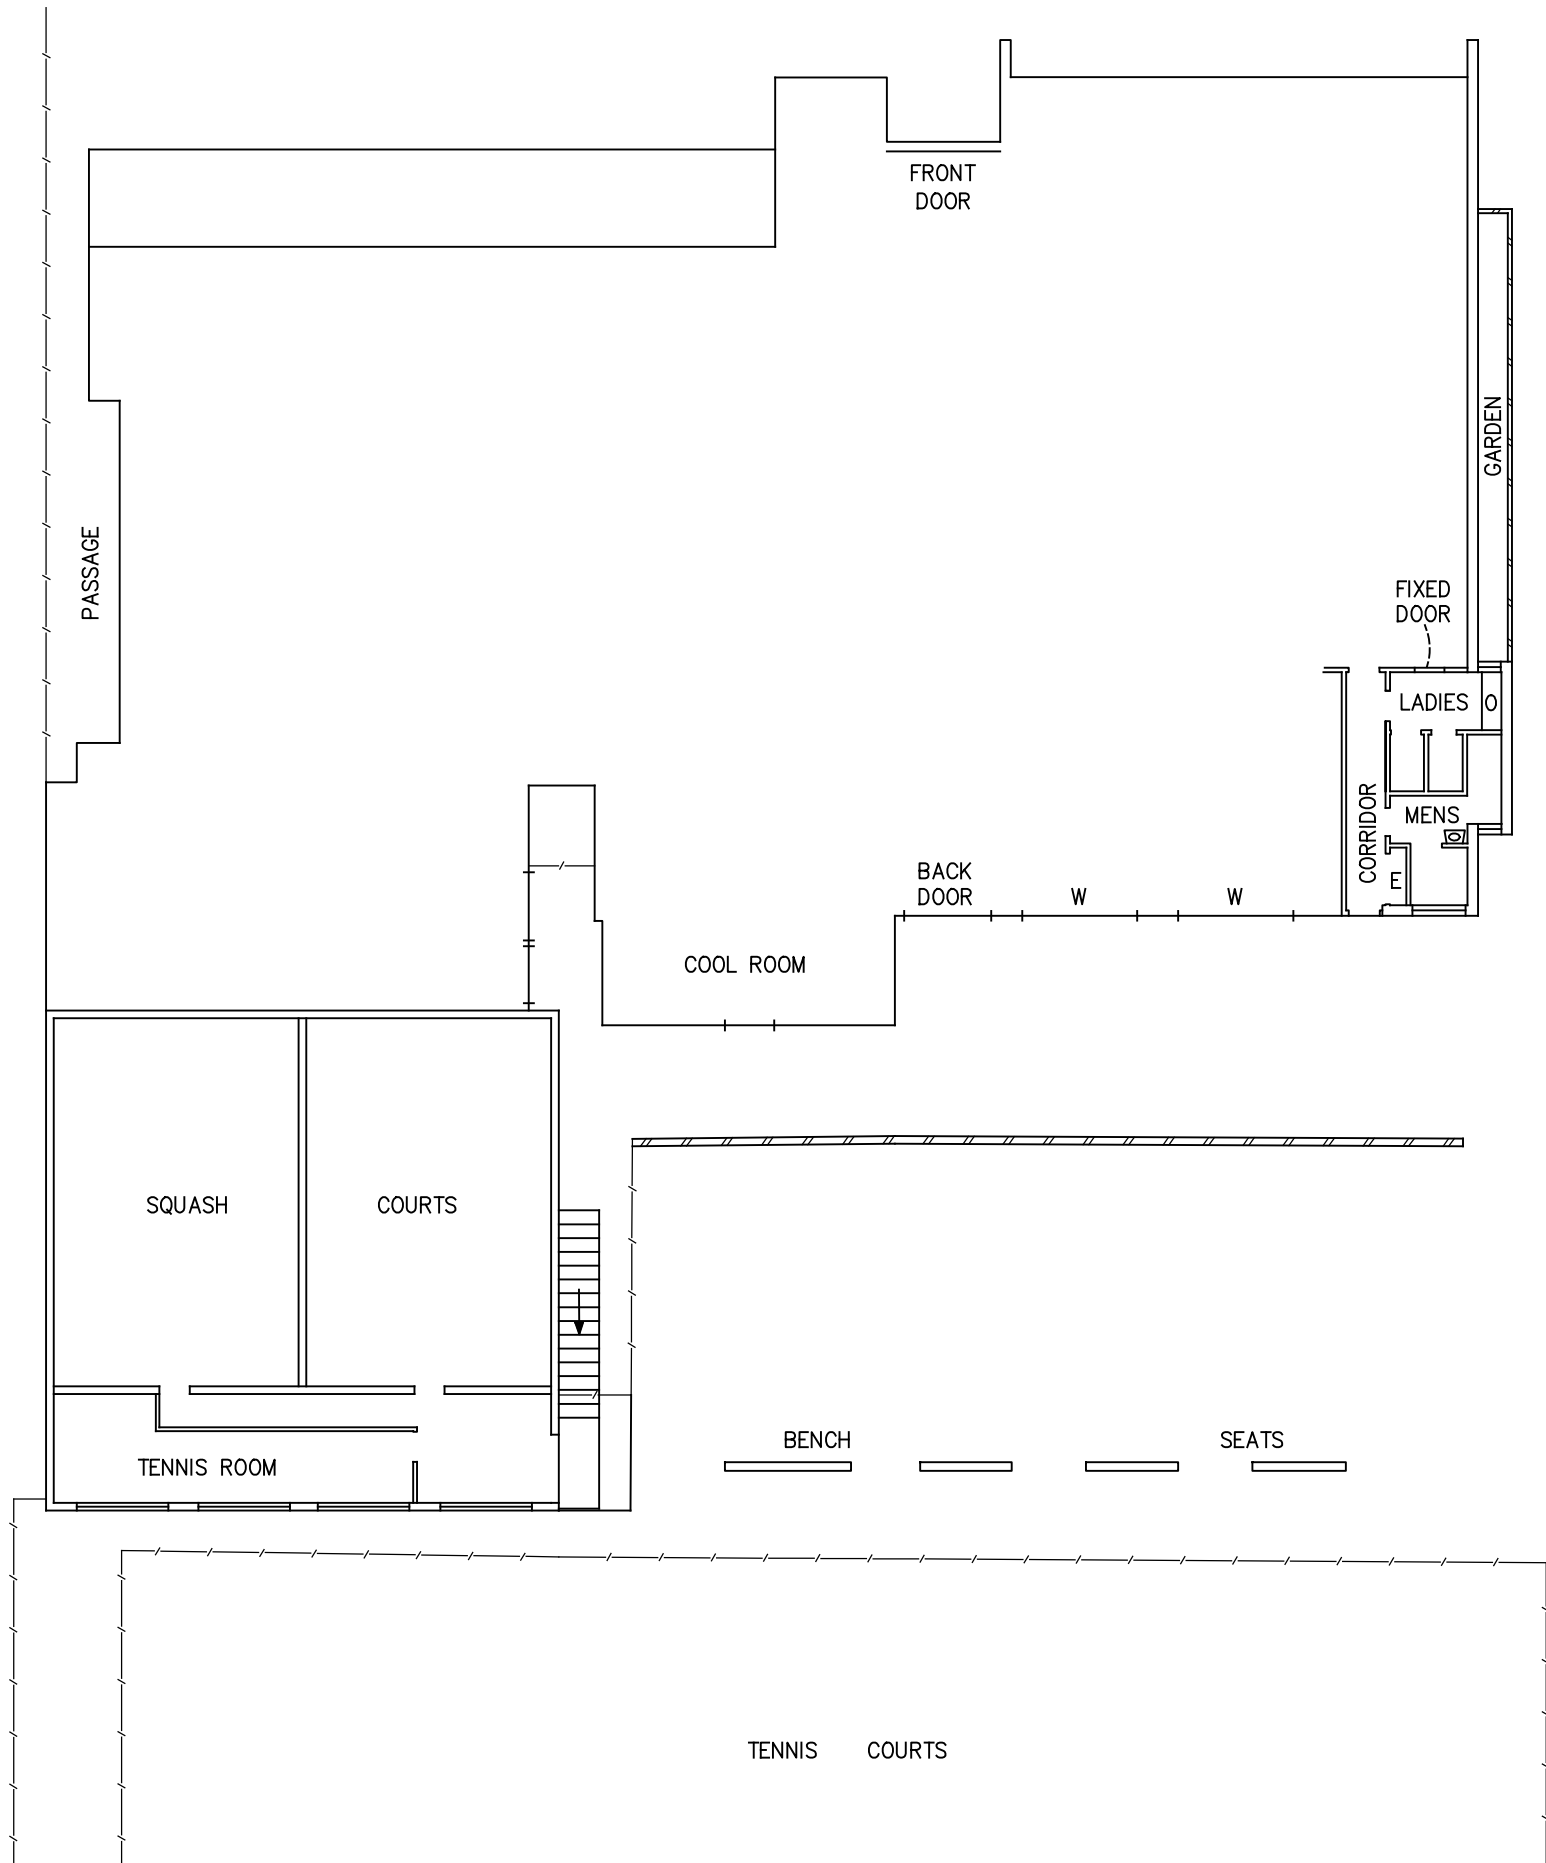 FRONT
DOOR
GARDEN
PASSAGE
FIXED
DOOR
LADIES
CORRIDOR
MENS
BACK
DOOR
W
W
E
COOL ROOM
SQUASH
COURTS
BENCH
SEATS
TENNIS ROOM
TENNIS COURTS